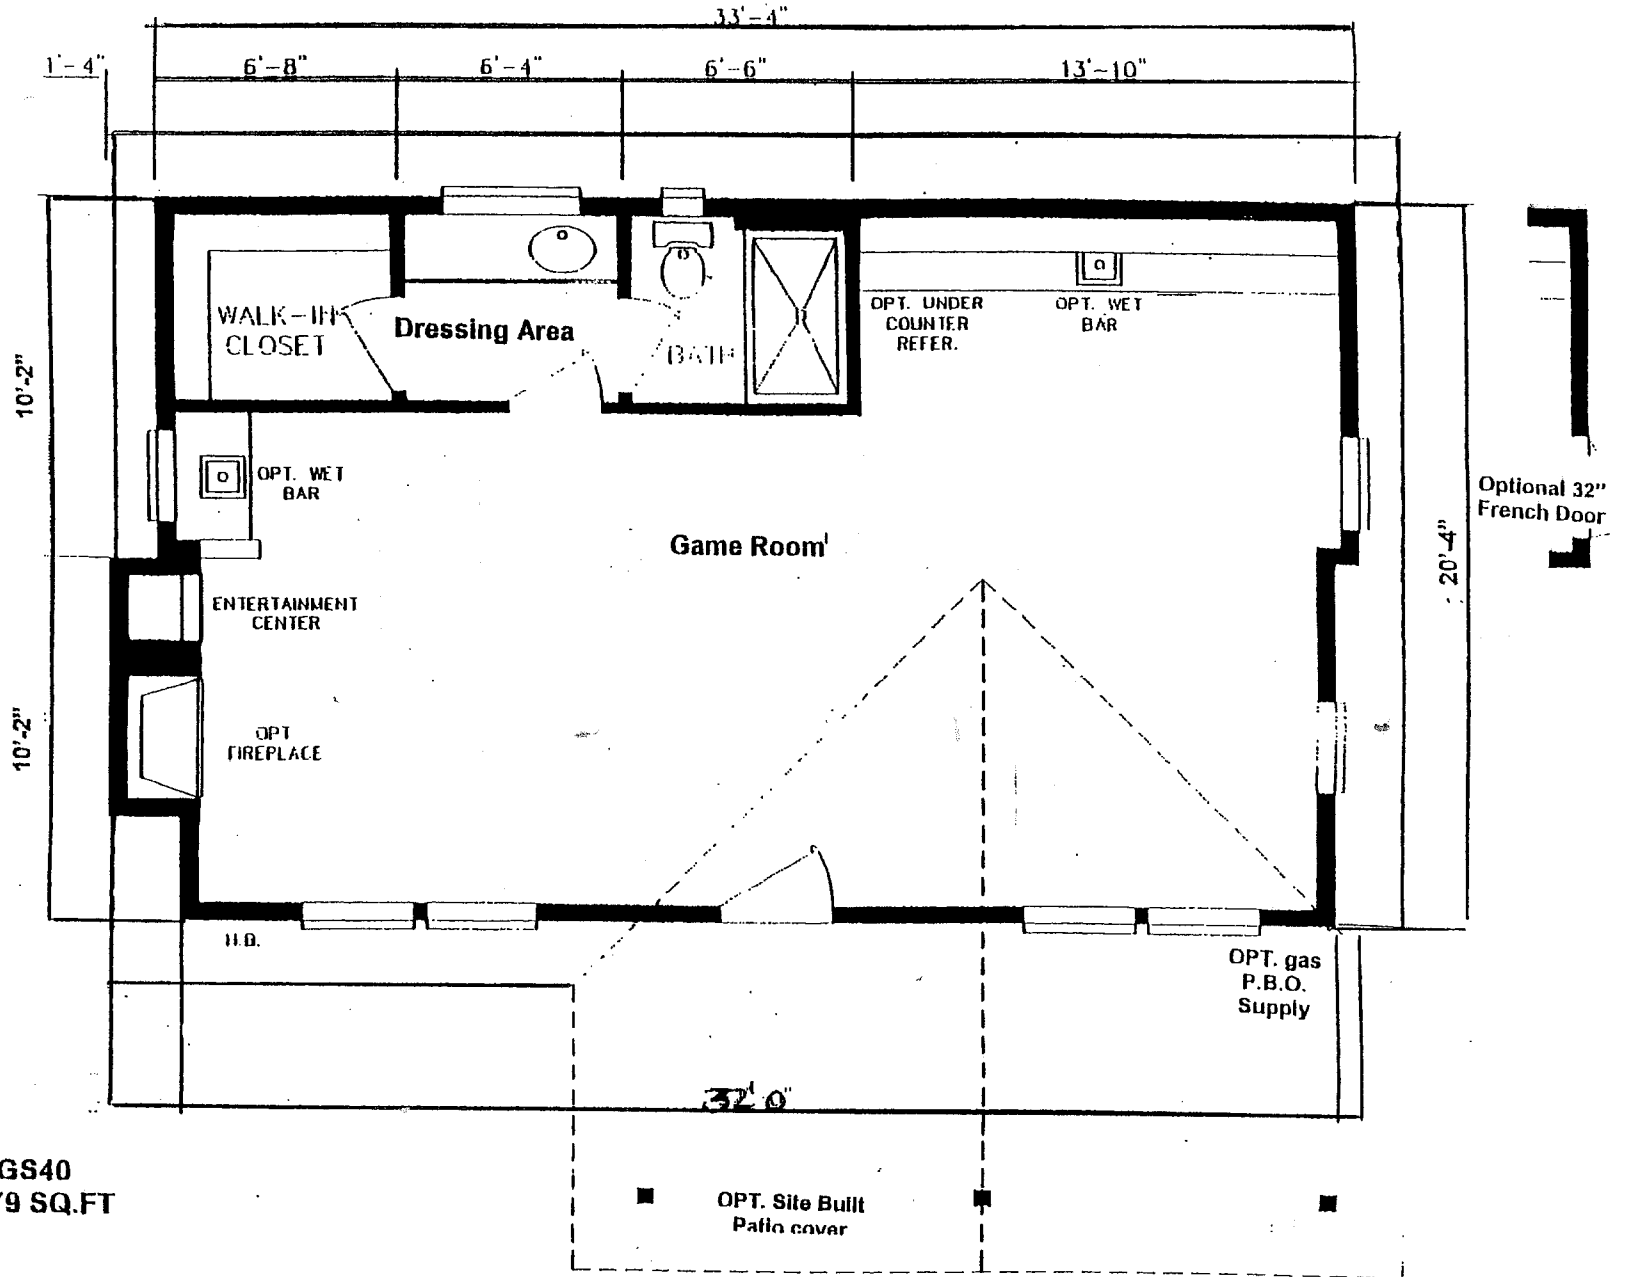 33'-4"
1'-4"
6'-8"
6'-4"
6'-6"
13'-10"
WALK-IN
CLOSET
Dressing Area
BATH
OPT. UNDER
COUNTER
REFER.
OPT. WET
BAR
10'-2"
OPT. WET
BAR
Game Room
Optional 32"
French Door
20'-4"
ENTERTAINMENT
CENTER
10'-2"
OPT
FIREPLACE
H.B.
OPT. gas
P.B.O.
Supply
32' 0"
GS40
79 SQ.FT
OPT. Site Built
Patio cover